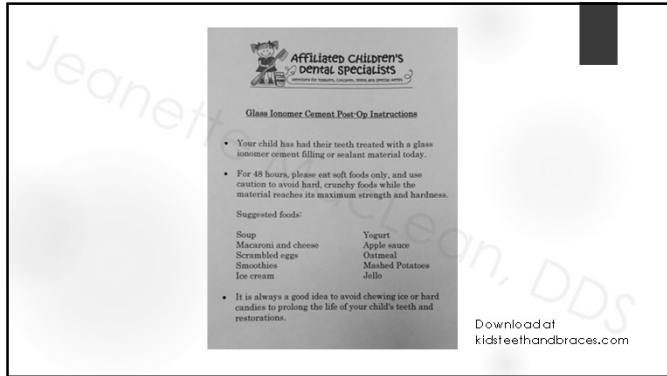 Affiliated Children's
Dental Specialists
Glass Ionomer Cement Post-Op Instructions
• Your child has had their teeth treated with a glass
ionomer cement filling or sealant material today.
• For 48 hours, please eat soft foods only, and use
caution to avoid hard, crunchy foods while the
material reaches its maximum strength and hardness.
Suggested foods:
Soup Yogurt
Macaroni and cheese Apple sauce
Scrambled eggs Oatmeal
Smoothies Mashed Potatoes
Ice cream Jello
• It is always a good idea to avoid chewing ice or hard
candies to prolong the life of your child's teeth and
restorations.
Download at
kidsteethandbraces.com
Jeanette MacLean, DDS